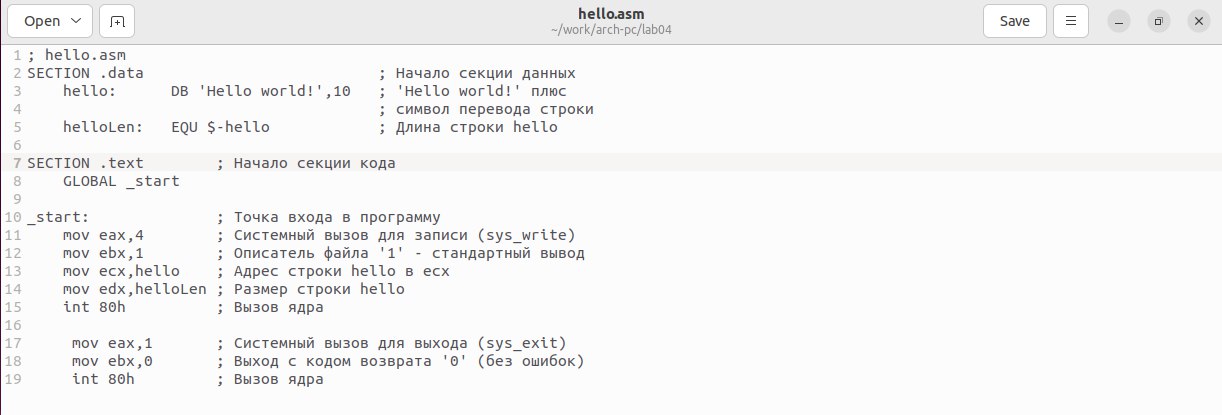 Open
hello.asm
~/work/arch-pc/lab04
Save
1 ; hello.asm
2 SECTION .data                          ; Начало секции данных
3     hello:      DB 'Hello world!',10   ; 'Hello world!' плюс
4                                        ; символ перевода строки
5     helloLen:   EQU $-hello            ; Длина строки hello
6
7 SECTION .text        ; Начало секции кода
8     GLOBAL _start
9
10 _start:              ; Точка входа в программу
11     mov eax,4        ; Системный вызов для записи (sys_write)
12     mov ebx,1        ; Описатель файла '1' - стандартный вывод
13     mov ecx,hello    ; Адрес строки hello в ecx
14     mov edx,helloLen ; Размер строки hello
15     int 80h          ; Вызов ядра
16
17      mov eax,1       ; Системный вызов для выхода (sys_exit)
18      mov ebx,0       ; Выход с кодом возврата '0' (без ошибок)
19      int 80h         ; Вызов ядра